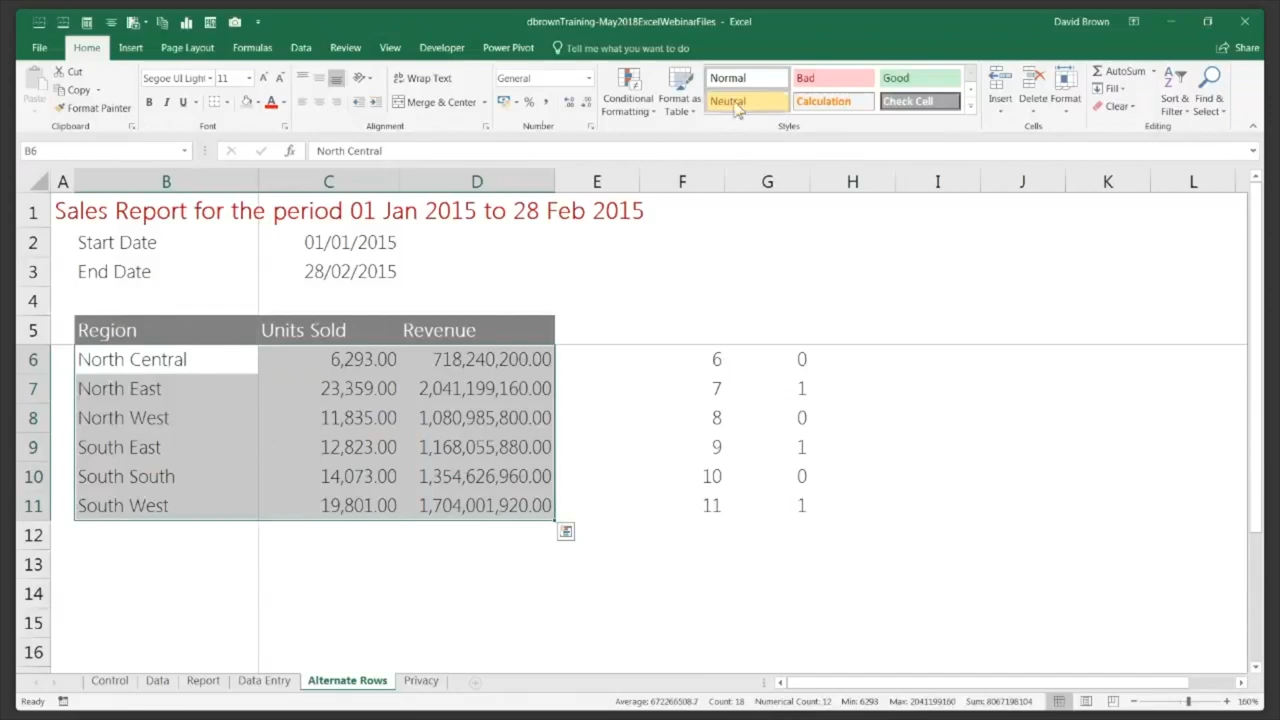 dbrownTraining-May2018ExcelWebinarFiles - Excel
David Brown
File Home Insert Page Layout Formulas Data Review View Developer Power Pivot Tell me what you want to do Share
Paste
Cut
Copy
Format Painter
Clipboard
Segoe UI Light 11
B I U
Font
Wrap Text
Merge & Center
Alignment
General
%
Number
Conditional Formatting
Format as Table
Normal Bad Good
Neutral Calculation Check Cell
Styles
Insert Delete Format
Cells
AutoSum
Fill
Clear
Sort & Filter
Find & Select
Editing
B6 fx North Central
A B C D E F G H I J K L
1 Sales Report for the period 01 Jan 2015 to 28 Feb 2015
2 Start Date 01/01/2015
3 End Date 28/02/2015
4
5 Region Units Sold Revenue
6 North Central 6,293.00 718,240,200.00 6 0
7 North East 23,359.00 2,041,199,160.00 7 1
8 North West 11,835.00 1,080,985,800.00 8 0
9 South East 12,823.00 1,168,055,880.00 9 1
10 South South 14,073.00 1,354,626,960.00 10 0
11 South West 19,801.00 1,704,001,920.00 11 1
12
13
14
15
16
Control Data Report Data Entry Alternate Rows Privacy
Ready Average: 672266508.7 Count: 18 Numerical Count: 12 Min: 6293 Max: 2041199160 Sum: 8067198104 160%